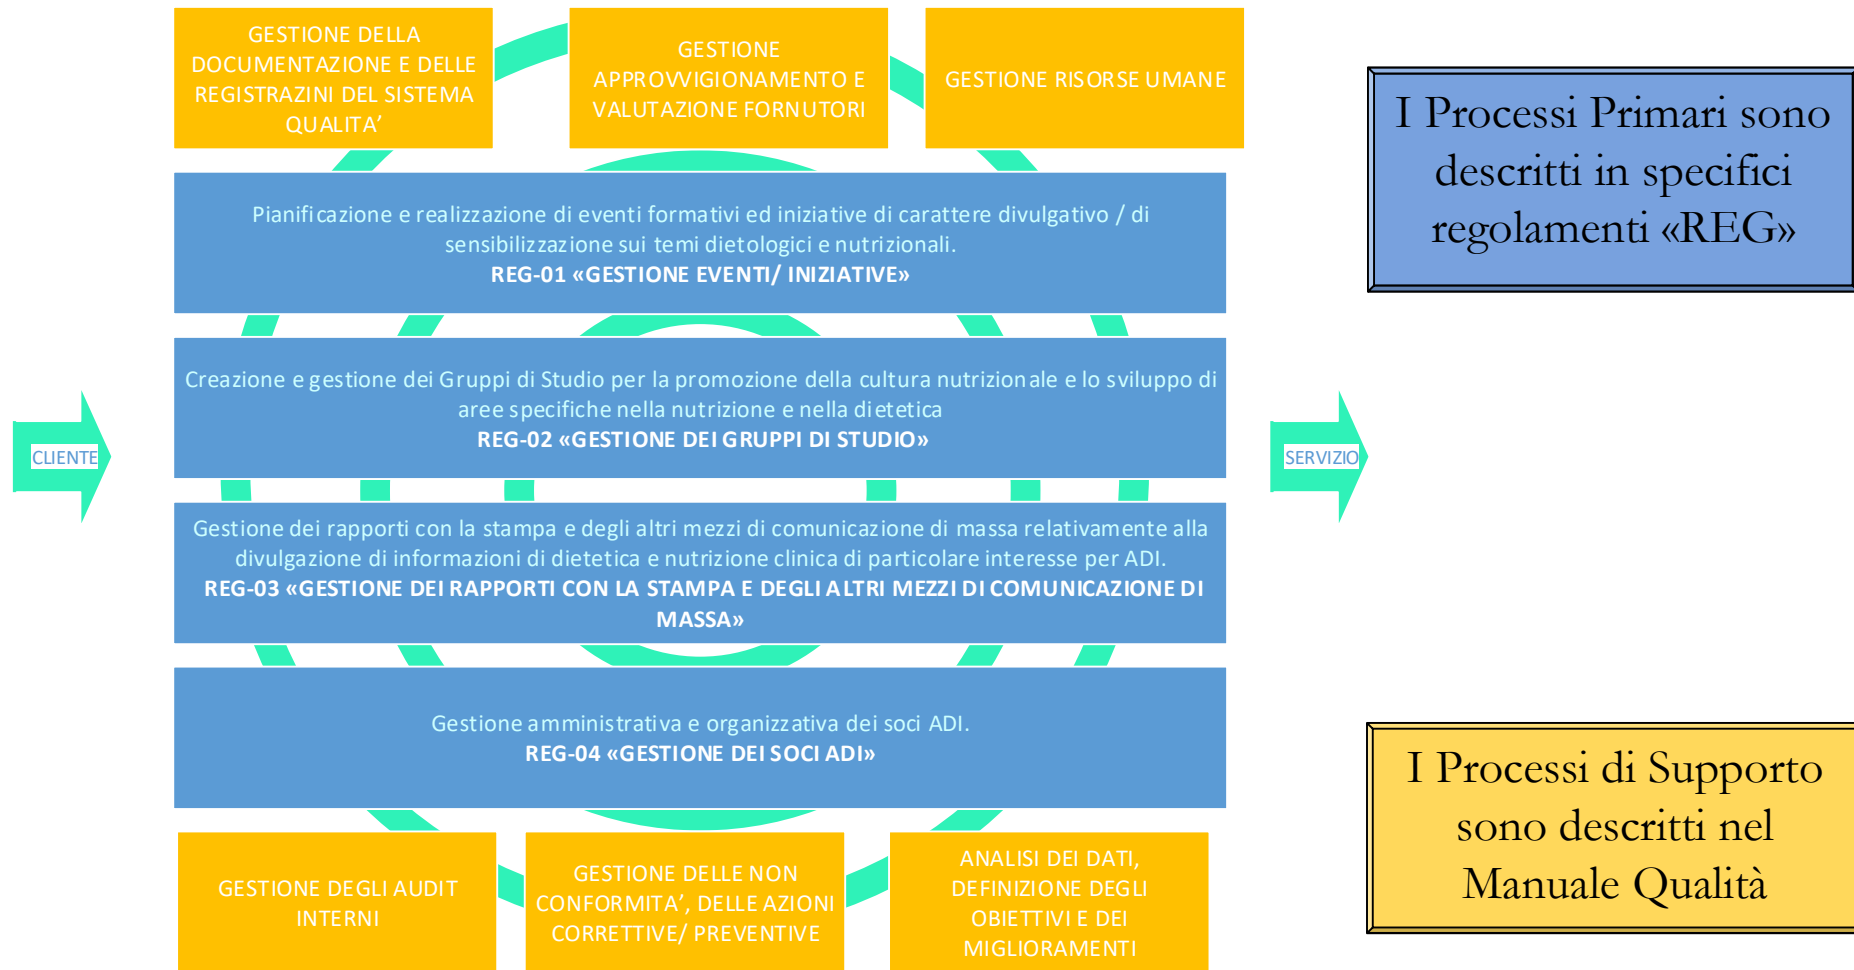 GESTIONE DELLA
DOCUMENTAZIONE E DELLE
REGISTRAZINI DEL SISTEMA
QUALITA’
GESTIONE
APPROVVIGIONAMENTO E
VALUTAZIONE FORNUTORI
GESTIONE RISORSE UMANE
I Processi Primari sono
descritti in specifici
regolamenti «REG»
Pianificazione e realizzazione di eventi formativi ed iniziative di carattere divulgativo / di
sensibilizzazione sui temi dietologici e nutrizionali.
REG-01 «GESTIONE EVENTI/ INIZIATIVE»
Creazione e gestione dei Gruppi di Studio per la promozione della cultura nutrizionale e lo sviluppo di
aree specifiche nella nutrizione e nella dietetica
REG-02 «GESTIONE DEI GRUPPI DI STUDIO»
CLIENTE
SERVIZIO
Gestione dei rapporti con la stampa e degli altri mezzi di comunicazione di massa relativamente alla
divulgazione di informazioni di dietetica e nutrizione clinica di particolare interesse per ADI.
REG-03 «GESTIONE DEI RAPPORTI CON LA STAMPA E DEGLI ALTRI MEZZI DI COMUNICAZIONE DI
MASSA»
Gestione amministrativa e organizzativa dei soci ADI.
REG-04 «GESTIONE DEI SOCI ADI»
I Processi di Supporto
sono descritti nel
Manuale Qualità
GESTIONE DEGLI AUDIT
INTERNI
GESTIONE DELLE NON
CONFORMITA’, DELLE AZIONI
CORRETTIVE/ PREVENTIVE
ANALISI DEI DATI,
DEFINIZIONE DEGLI
OBIETTIVI E DEI
MIGLIORAMENTI